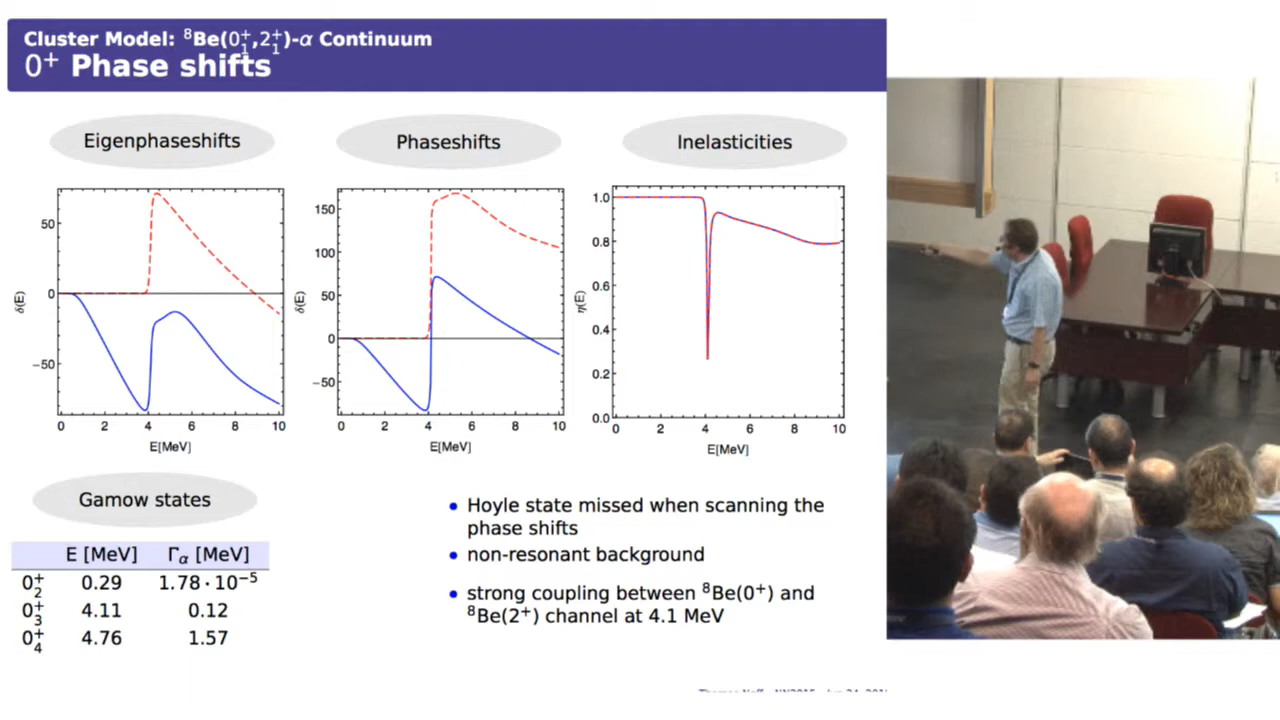 Cluster Model: ⁸Be(0⁺₁,2⁺₁)-α Continuum
0⁺ Phase shifts
Eigenphaseshifts
Phaseshifts
Inelasticities
δ(E)
50
0
−50
0 2 4 6 8 10
E[MeV]
δ(E)
150
100
50
0
−50
0 2 4 6 8 10
E[MeV]
η(E)
1.0
0.8
0.6
0.4
0.2
0.0
0 2 4 6 8 10
E[MeV]
Gamow states
E [MeV] Γα [MeV]
0⁺₂ 0.29 1.78 · 10⁻⁵
0⁺₃ 4.11 0.12
0⁺₄ 4.76 1.57
• Hoyle state missed when scanning the
phase shifts
• non-resonant background
• strong coupling between ⁸Be(0⁺) and
⁸Be(2⁺) channel at 4.1 MeV